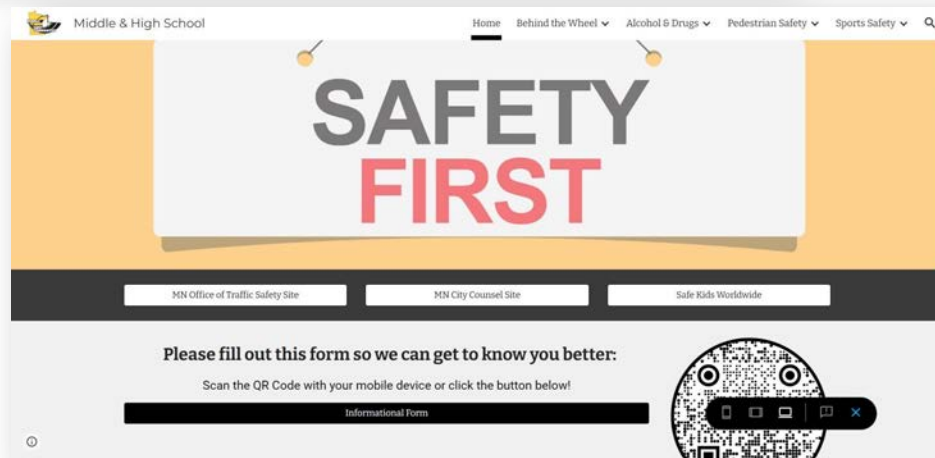 Middle & High School
Home Behind the Wheel Alcohol & Drugs Pedestrian Safety Sports Safety
SAFETY
FIRST
MN Office of Traffic Safety Site MN City Counsel Site Safe Kids Worldwide
Please fill out this form so we can get to know you better:
Scan the QR Code with your mobile device or click the button below!
Informational Form